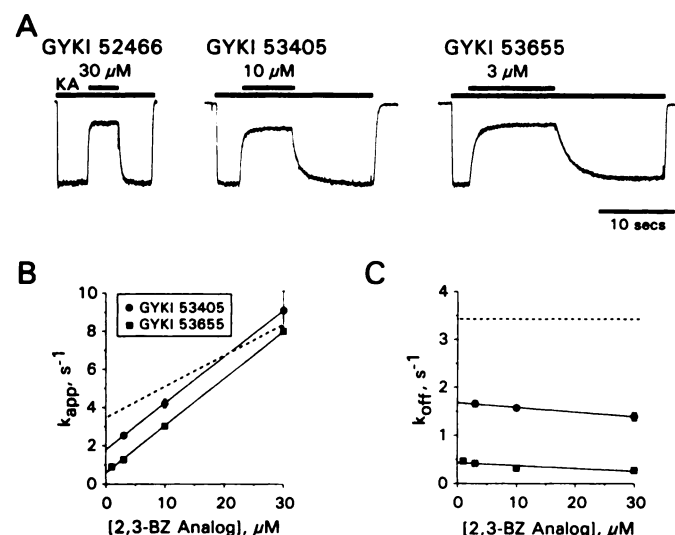 A
GYKI 52466 GYKI 53405 GYKI 53655
30 μM 10 μM 3 μM
KA
10 secs
B
C
10
8
6
4
2
0
kapp, s-1
GYKI 53405
GYKI 53655
0 10 20 30
[2,3-BZ Analog], μM
4
3
2
1
0
koff, s-1
0 10 20 30
[2,3-BZ Analog], μM